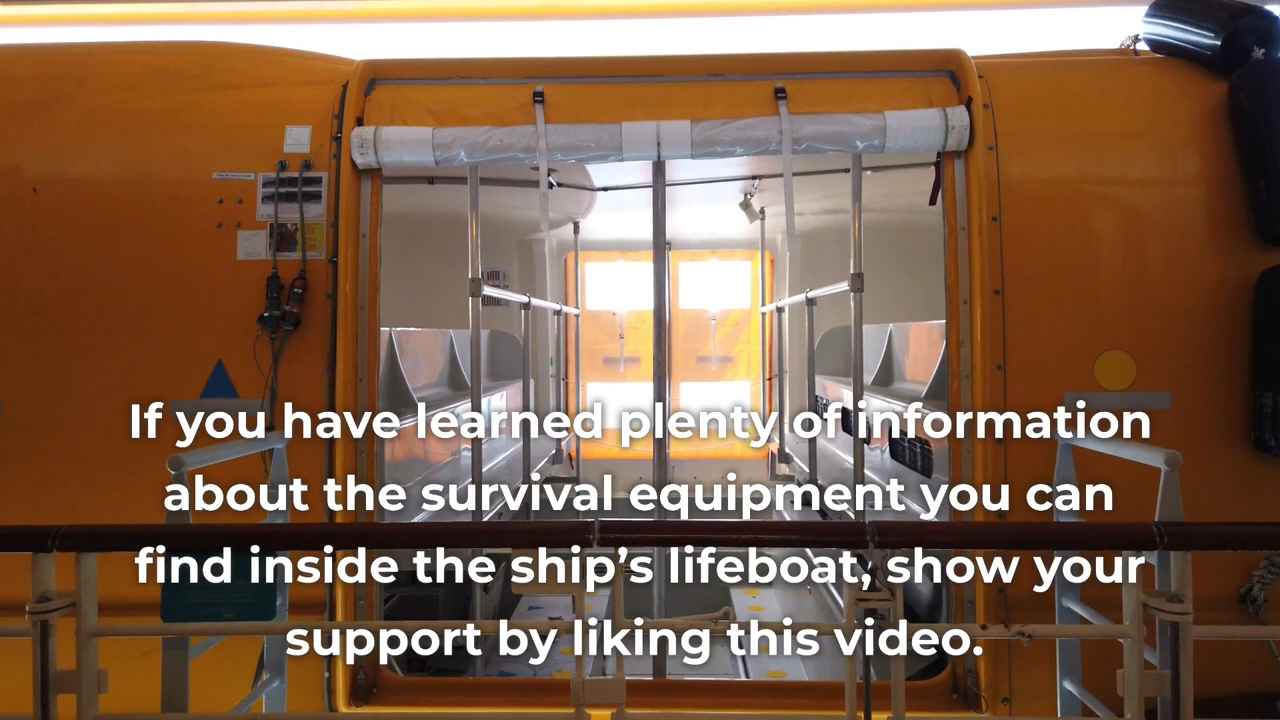 If you have learned plenty of information
about the survival equipment you can
find inside the ship’s lifeboat, show your
support by liking this video.